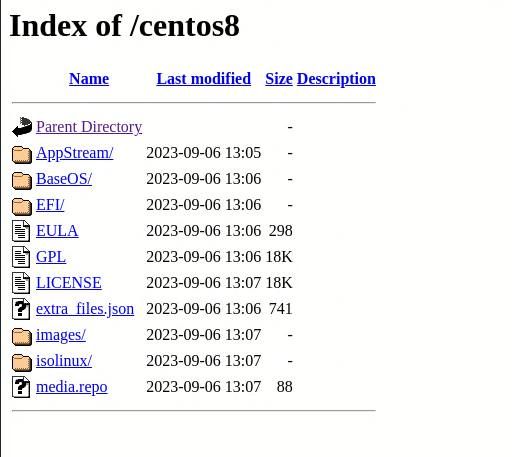 Index of /centos8
Name Last modified Size Description
Parent Directory -
AppStream/ 2023-09-06 13:05 -
BaseOS/ 2023-09-06 13:06 -
EFI/ 2023-09-06 13:06 -
EULA 2023-09-06 13:06 298
GPL 2023-09-06 13:06 18K
LICENSE 2023-09-06 13:07 18K
extra_files.json 2023-09-06 13:06 741
images/ 2023-09-06 13:07 -
isolinux/ 2023-09-06 13:07 -
media.repo 2023-09-06 13:07 88